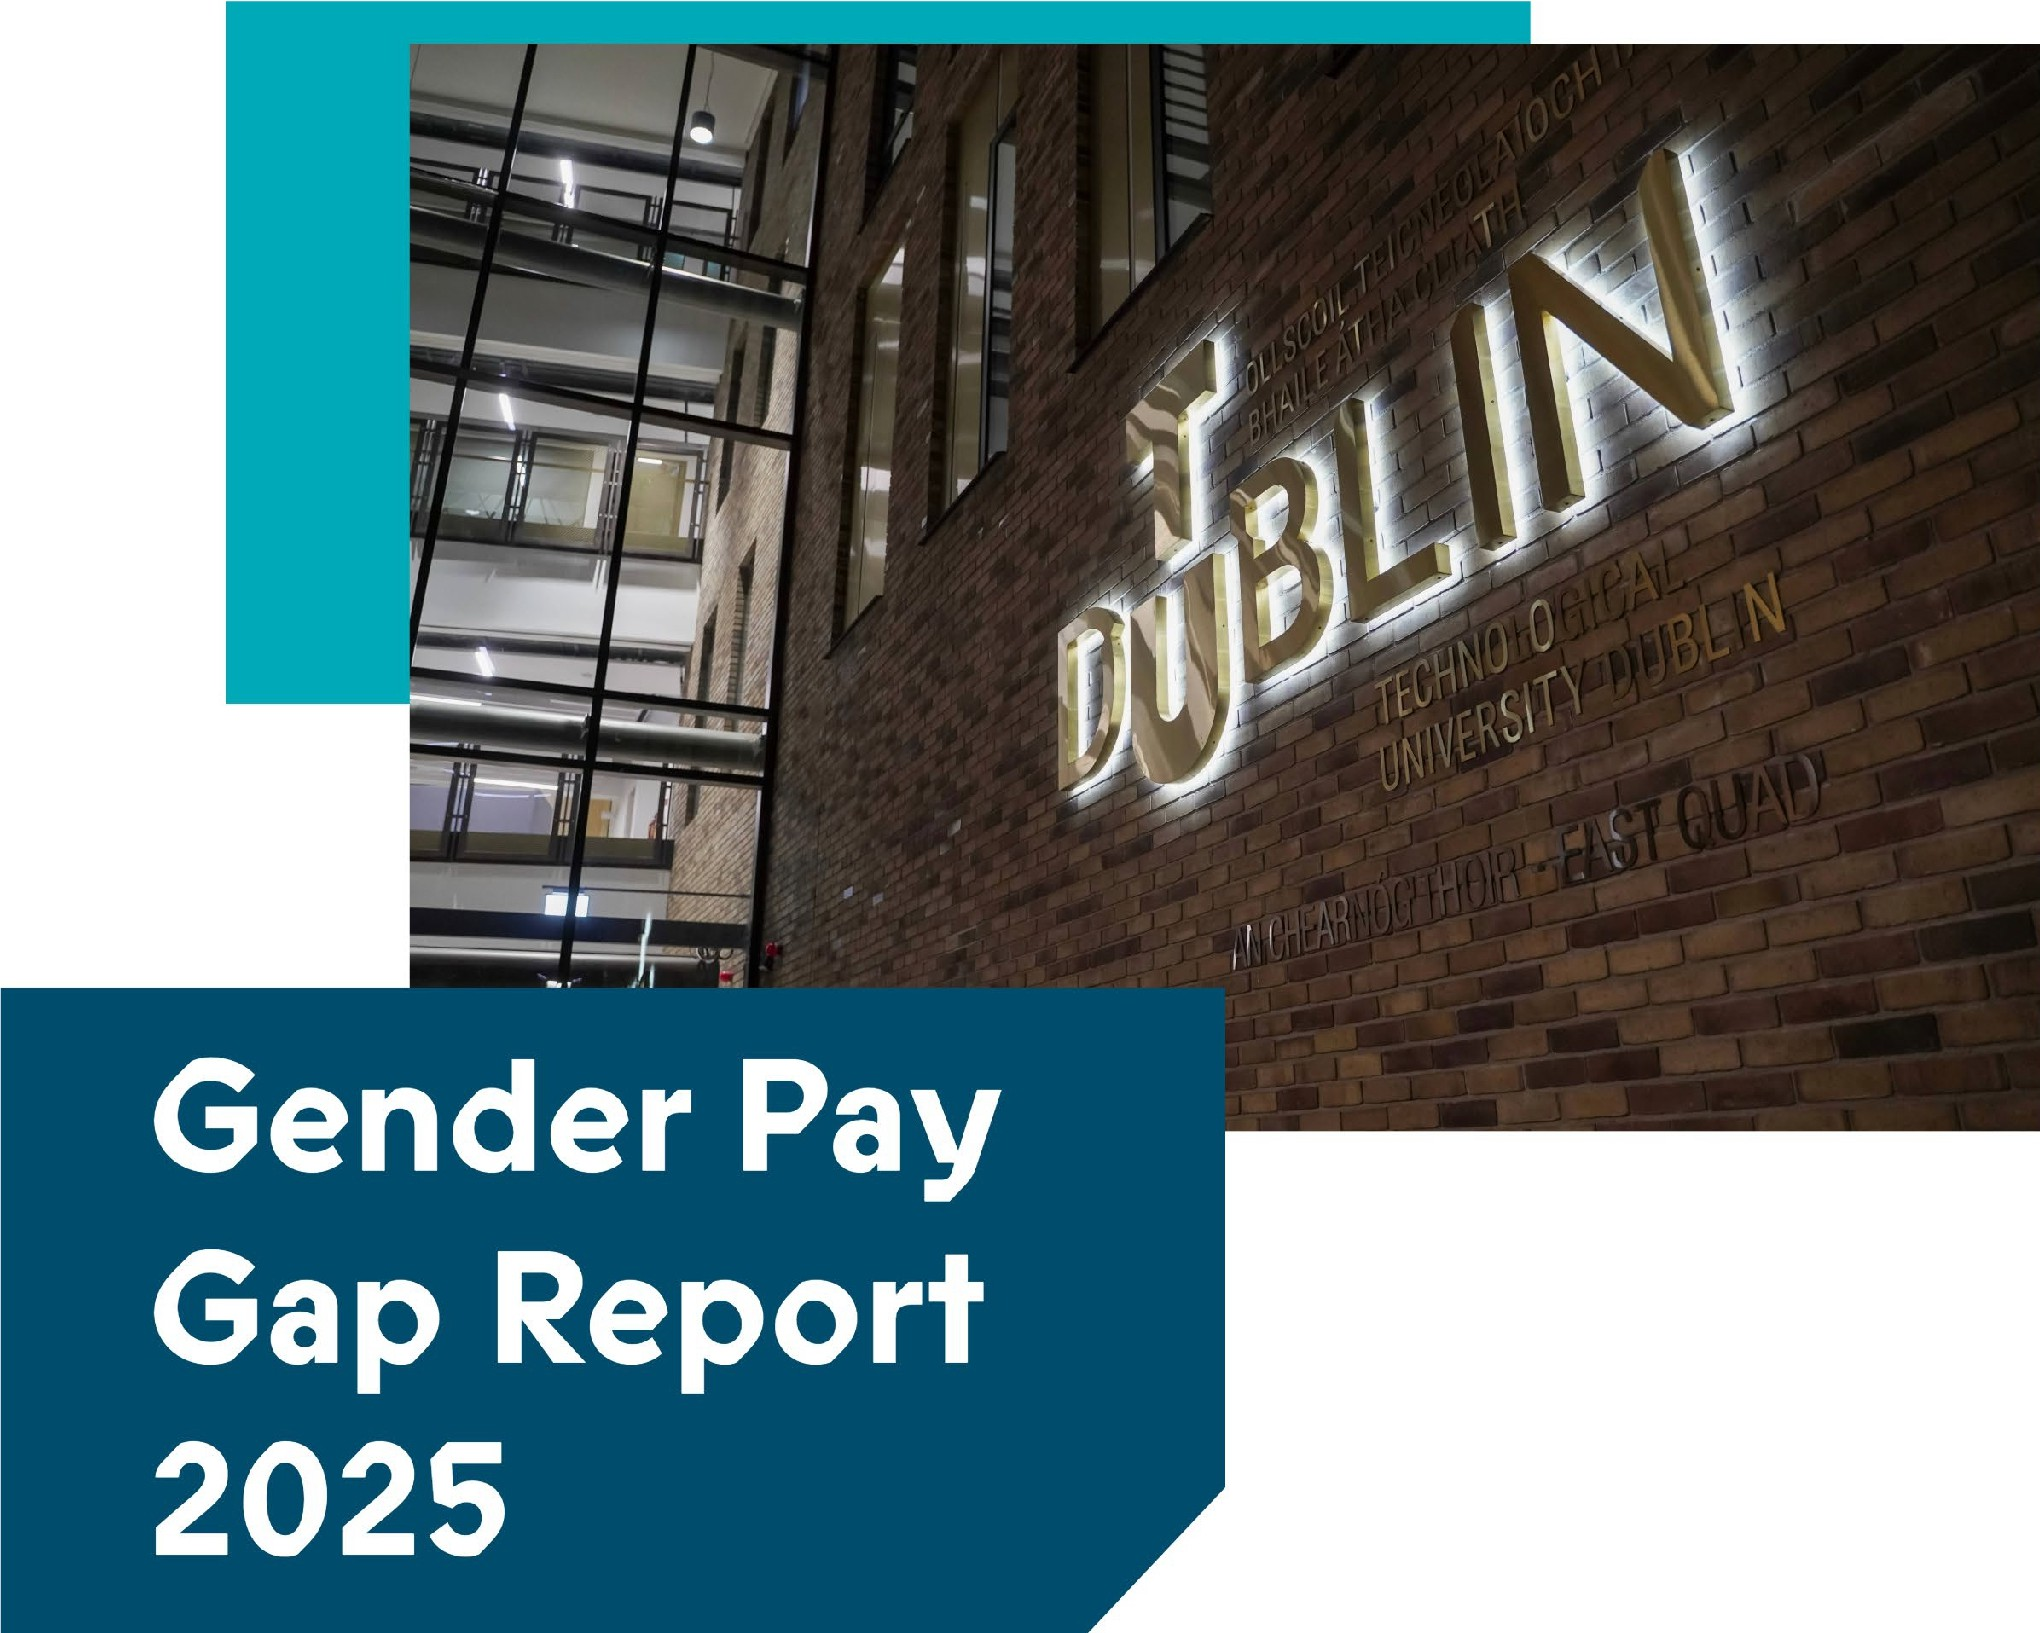 OLLSCOIL TEICNEOLAÍOCHTA
BHAILE ÁTHA CLIATH
T
DUBLIN
TECHNOLOGICAL
UNIVERSITY DUBLIN
AN CHEARNÓG THOIR - EAST QUAD
Gender Pay
Gap Report
2025